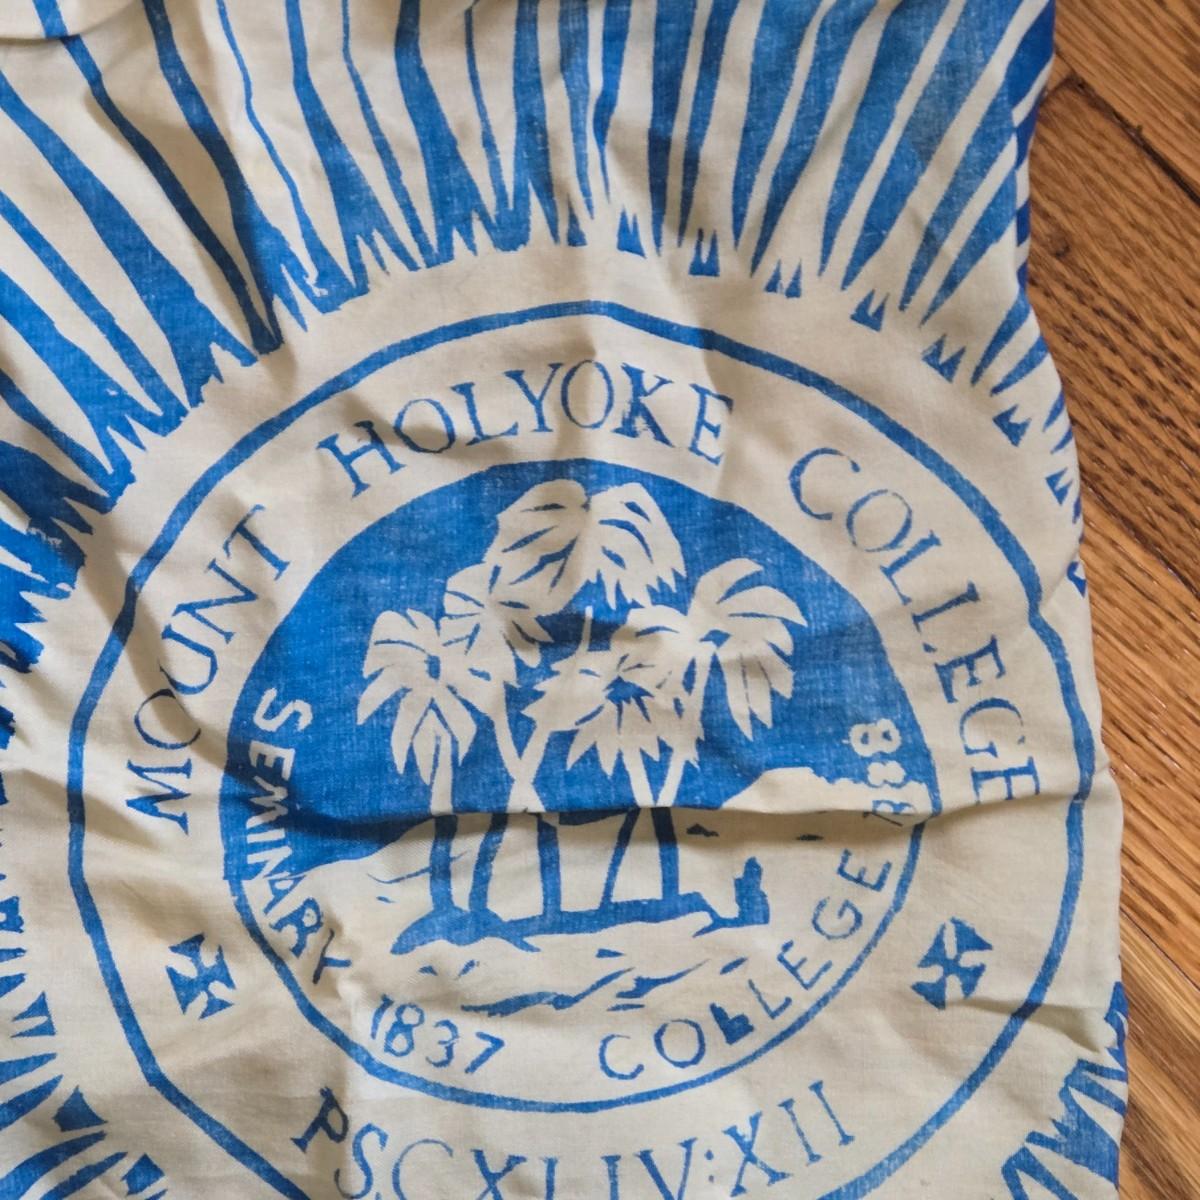 MOUNT HOLYOKE COLLEGE
SEMINARY 1837 COLLEGE 1888
PS.CXLIV:XII